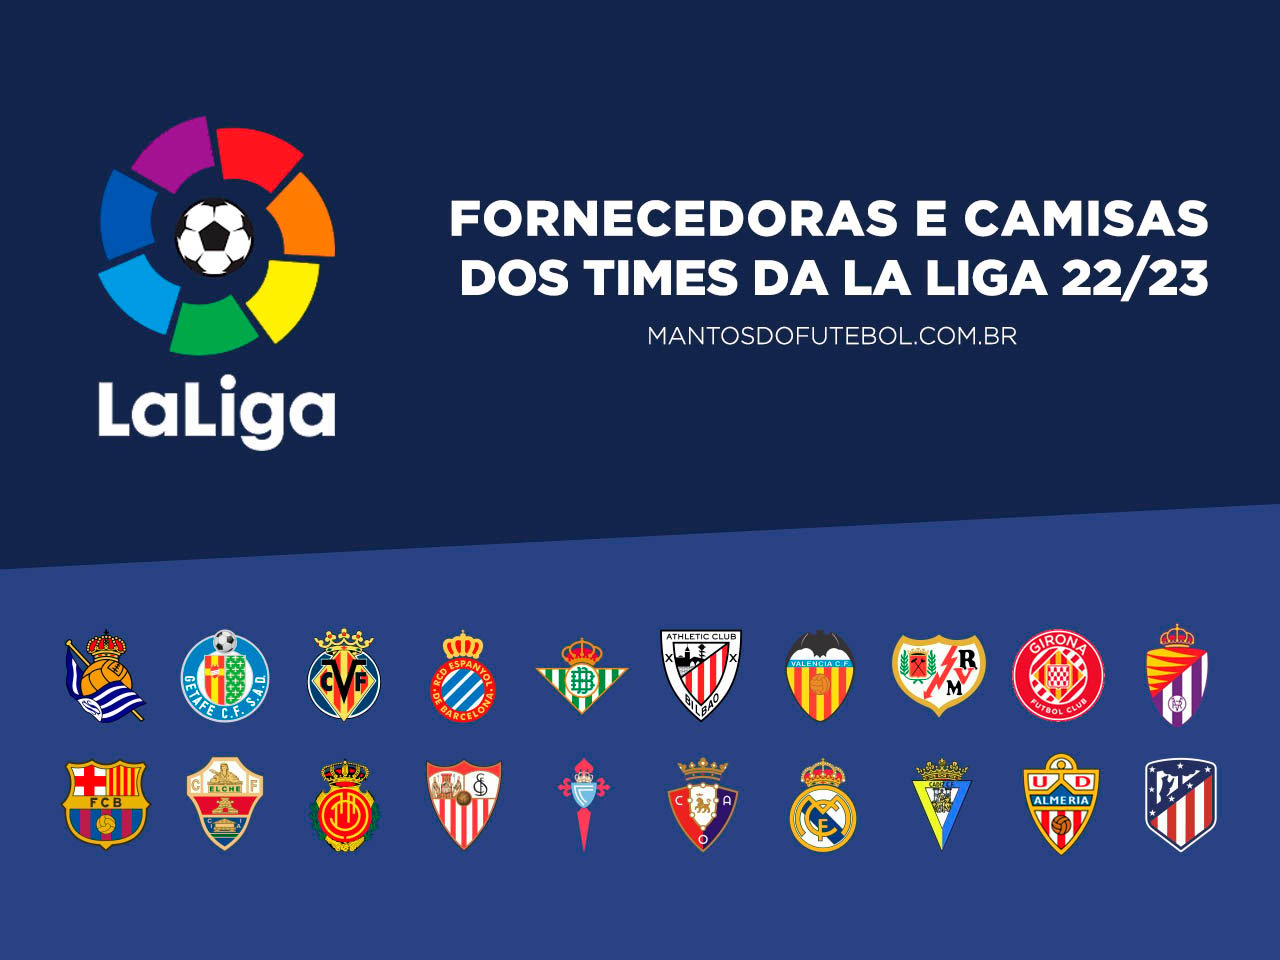 LaLiga
FORNECEDORAS E CAMISAS
DOS TIMES DA LA LIGA 22/23
MANTOSDOFUTEBOL.COM.BR
GETAFE C.F. S.A.D.
CVF
RCD ESPANYOL
DE BARCELONA
ATHLETIC CLUB
BILBAO
VALENCIA C.F.
R
M
GIRONA
FUTBOL CLUB
FCB
C F
ELCHE
C A
O
U D
ALMERIA